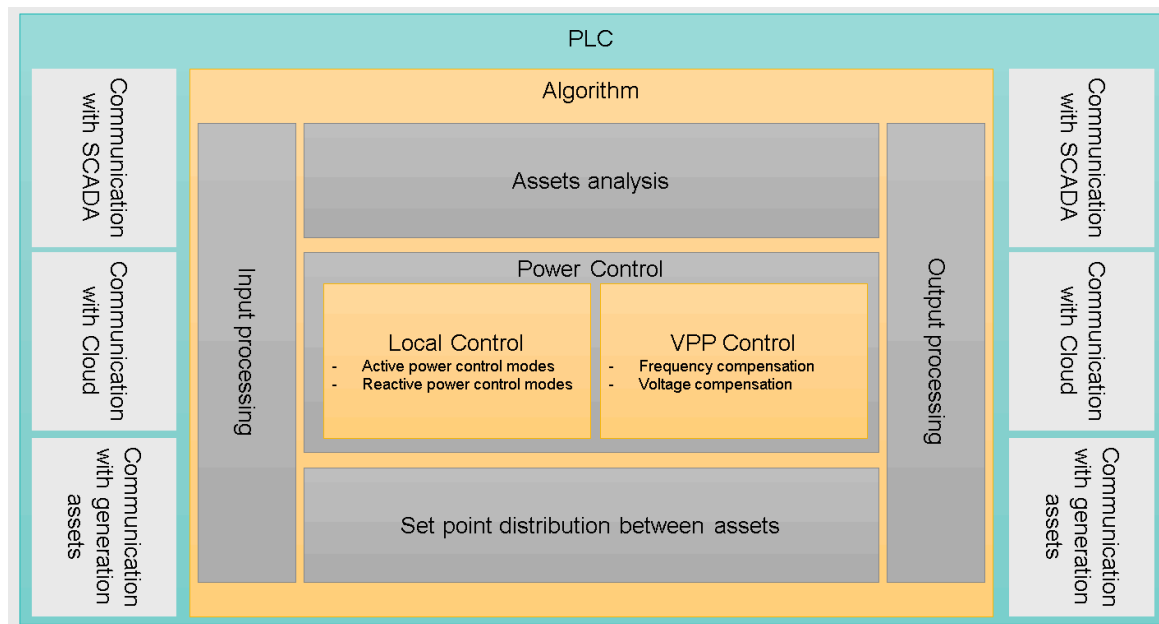 PLC
Communication
with SCADA
Communication
with Cloud
Communication
with generation
assets
Algorithm
Input processing
Assets analysis
Power Control
Local Control
- Active power control modes
- Reactive power control modes
VPP Control
- Frequency compensation
- Voltage compensation
Set point distribution between assets
Output processing
Communication
with SCADA
Communication
with Cloud
Communication
with generation
assets